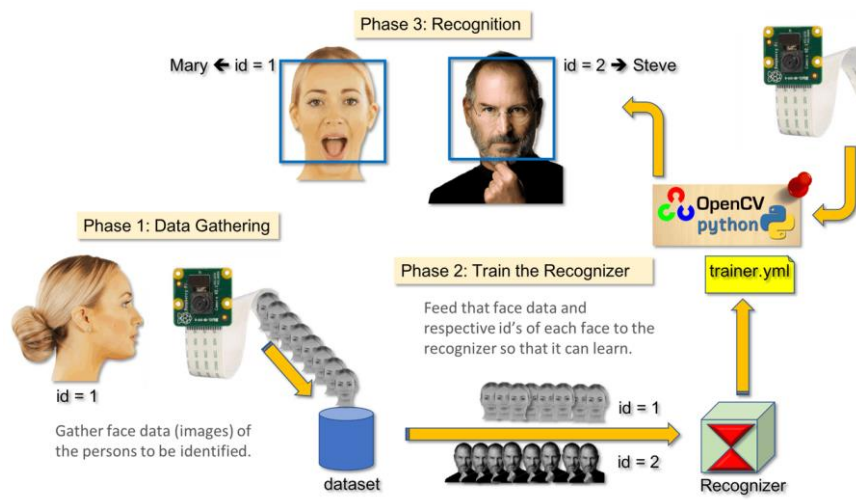 Phase 3: Recognition
Mary ← id = 1
id = 2 → Steve
OpenCV
python
Phase 1: Data Gathering
Phase 2: Train the Recognizer
trainer.yml
Feed that face data and
respective id's of each face to the
recognizer so that it can learn.
id = 1
Gather face data (images) of
the persons to be identified.
dataset
id = 1
id = 2
Recognizer